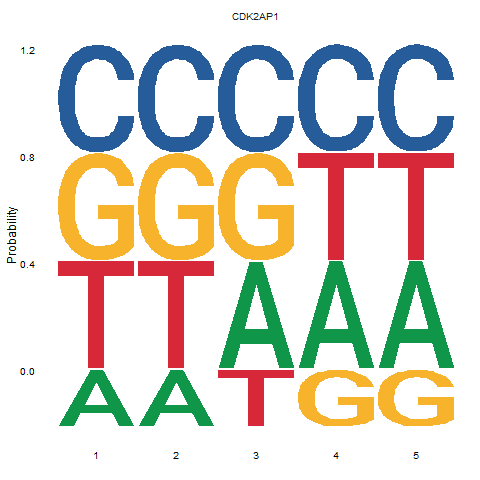 CDK2AP1
1.2
0.8
0.4
0.0
Probability
CCCCC
GGGTT
TTAAA
AATGG
1 2 3 4 5